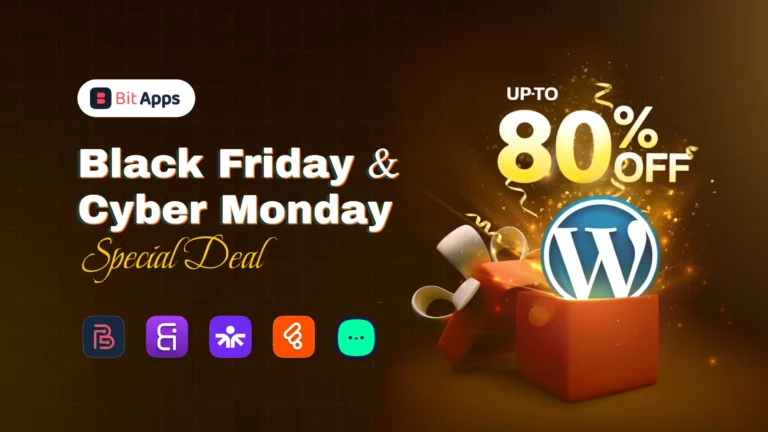 Bit Apps
Black Friday &
Cyber Monday
Special Deal
UP-TO
80% OFF
W